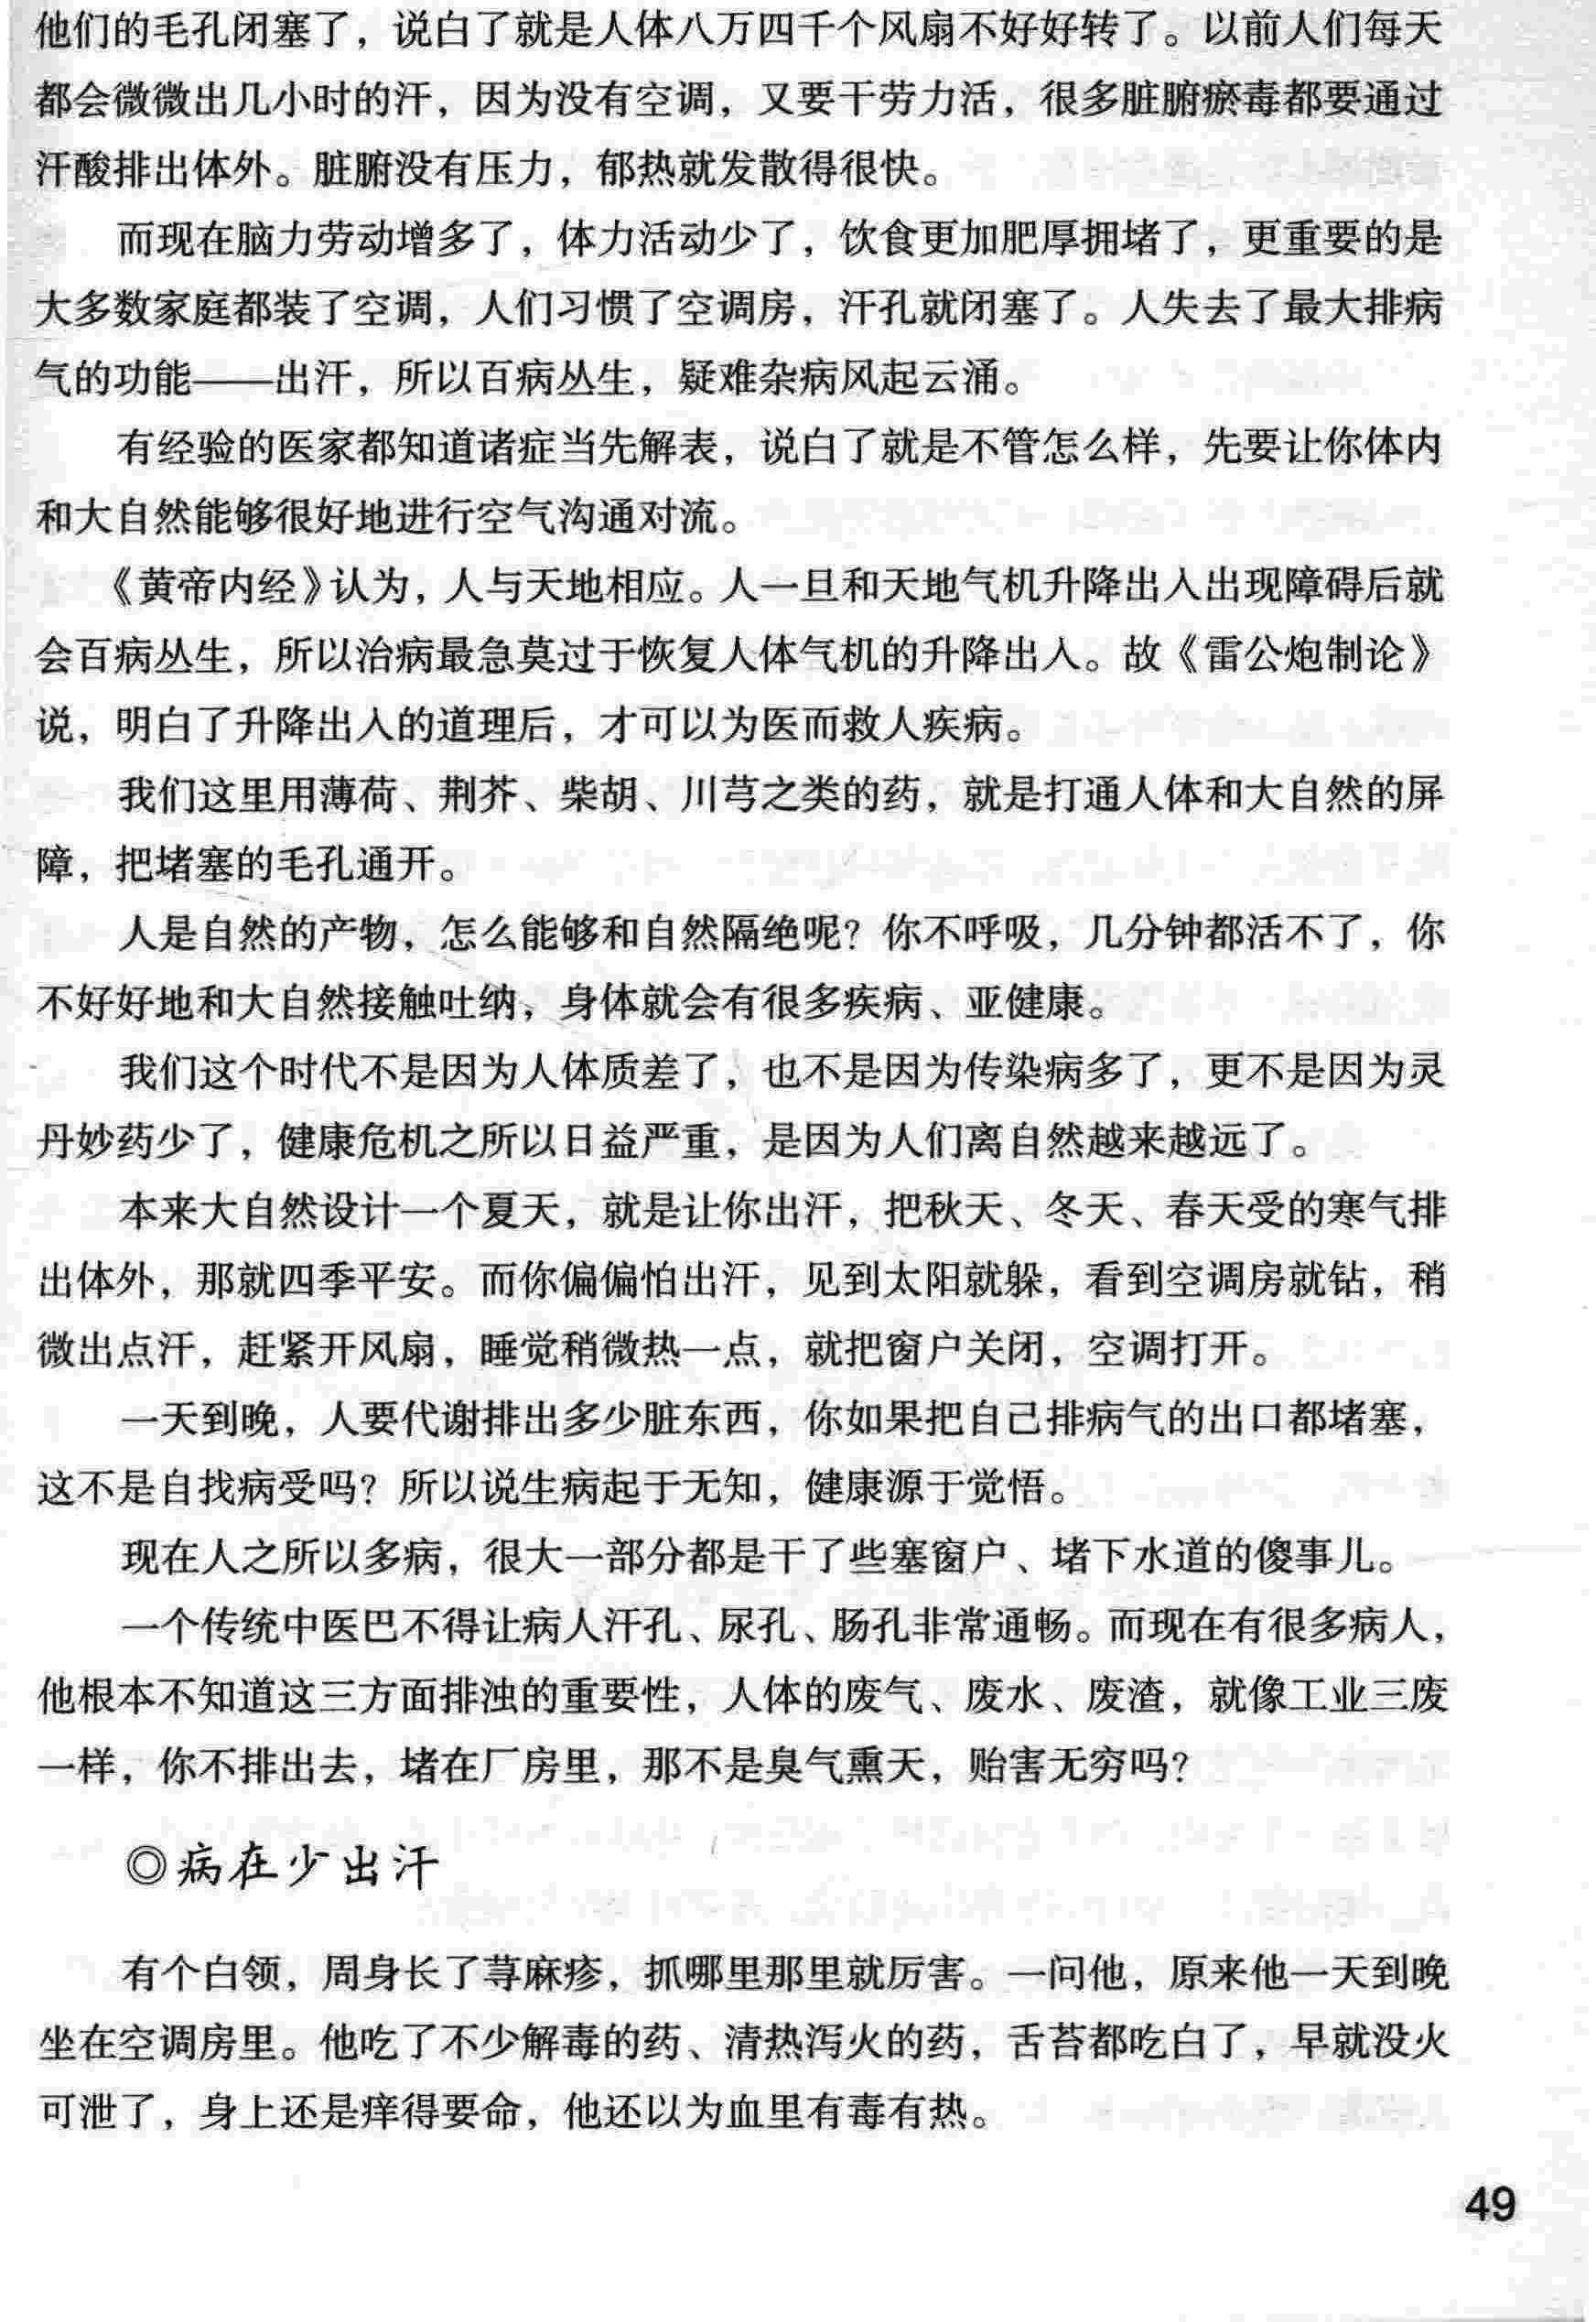 他们的毛孔闭塞了，说白了就是人体八万四千个风扇不好好转了。以前人们每天
都会微微出几小时的汗，因为没有空调，又要干劳力活，很多脏腑瘀毒都要通过
汗酸排出体外。脏腑没有压力，郁热就发散得很快。
而现在脑力劳动增多了，体力活动少了，饮食更加肥厚拥堵了，更重要的是
大多数家庭都装了空调，人们习惯了空调房，汗孔就闭塞了。人失去了最大排病
气的功能——出汗，所以百病丛生，疑难杂病风起云涌。
有经验的医家都知道诸症当先解表，说白了就是不管怎么样，先要让你体内
和大自然能够很好地进行空气沟通对流。
《黄帝内经》认为，人与天地相应。人一旦和天地气机升降出入出现障碍后就
会百病丛生，所以治病最急莫过于恢复人体气机的升降出入。故《雷公炮制论》
说，明白了升降出入的道理后，才可以为医而救人疾病。
我们这里用薄荷、荆芥、柴胡、川芎之类的药，就是打通人体和大自然的屏
障，把堵塞的毛孔通开。
人是自然的产物，怎么能够和自然隔绝呢？你不呼吸，几分钟都活不了，你
不好好地和大自然接触吐纳，身体就会有很多疾病、亚健康。
我们这个时代不是因为人体质差了，也不是因为传染病多了，更不是因为灵
丹妙药少了，健康危机之所以日益严重，是因为人们离自然越来越远了。
本来大自然设计一个夏天，就是让你出汗，把秋天、冬天、春天受的寒气排
出体外，那就四季平安。而你偏偏怕出汗，见到太阳就躲，看到空调房就钻，稍
微出点汗，赶紧开风扇，睡觉稍微热一点，就把窗户关闭，空调打开。
一天到晚，人要代谢排出多少脏东西，你如果把自己排病气的出口都堵塞，
这不是自找病受吗？所以说生病起于无知，健康源于觉悟。
现在人之所以多病，很大一部分都是干了些塞窗户、堵下水道的傻事儿。
一个传统中医巴不得让病人汗孔、尿孔、肠孔非常通畅。而现在有很多病人，
他根本不知道这三方面排浊的重要性，人体的废气、废水、废渣，就像工业三废
一样，你不排出去，堵在厂房里，那不是臭气熏天，贻害无穷吗？
◎病在少出汗
有个白领，周身长了荨麻疹，抓哪里那里就厉害。一问他，原来他一天到晚
坐在空调房里。他吃了不少解毒的药、清热泻火的药，舌苔都吃白了，早就没火
可泄了，身上还是痒得要命，他还以为血里有毒有热。
49